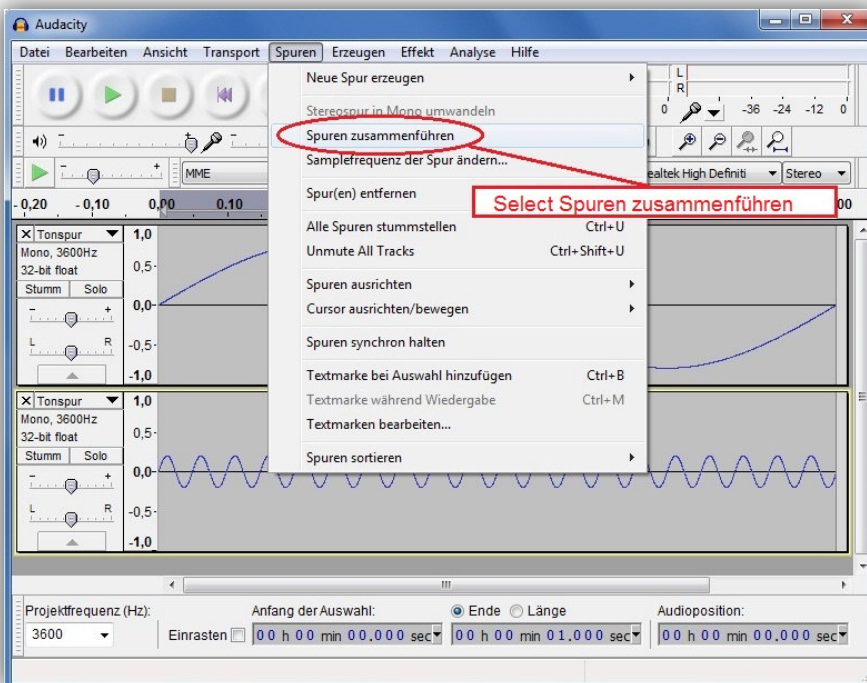 Audacity
Datei Bearbeiten Ansicht Transport Spuren Erzeugen Effekt Analyse Hilfe
Neue Spur erzeugen
Stereospur in Mono umwandeln
Spuren zusammenführen
Samplefrequenz der Spur ändern...
Spur(en) entfernen
Select Spuren zusammenführen
Alle Spuren stummstellen Ctrl+U
Unmute All Tracks Ctrl+Shift+U
Spuren ausrichten
Cursor ausrichten/bewegen
Spuren synchron halten
Textmarke bei Auswahl hinzufügen Ctrl+B
Textmarke während Wiedergabe Ctrl+M
Textmarken bearbeiten...
Spuren sortieren
L
R
0 -36 -24 -12 0
MME
High Definiti Stereo
-0,20 -0,10 0,00 0,10
Tonspur 1,0
Mono, 3600Hz
32-bit float 0,5
Stumm Solo
- + 0,0
L R -0,5
-1,0
Tonspur 1,0
Mono, 3600Hz
32-bit float 0,5
Stumm Solo
- + 0,0
L R -0,5
-1,0
Projektfrequenz (Hz): Anfang der Auswahl: Ende Länge Audioposition:
3600 Einrasten 00 h 00 min 00.000 sec 00 h 00 min 01.000 sec 00 h 00 min 00.000 sec